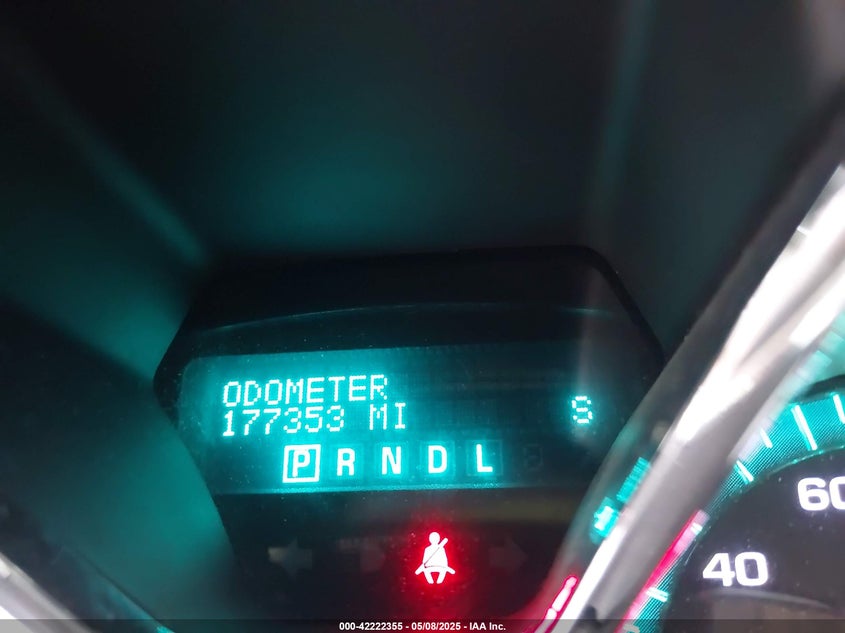 ODOMETER
177353 MI S
P R N D L
60
40
000-42222355 - 05/08/2025 - IAA Inc.